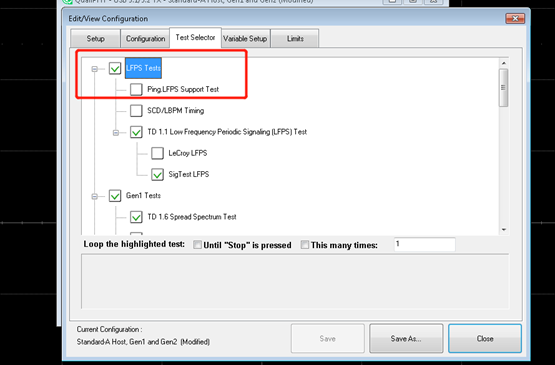 QualiPHY - USB 3.1/3.2 TX - Standard-A Host, Gen1 and Gen2 (Modified)
Edit/View Configuration
Setup Configuration Test Selector Variable Setup Limits
LFPS Tests
Ping.LFPS Support Test
SCD/LBPM Timing
TD 1.1 Low Frequency Periodic Signaling (LFPS) Test
LeCroy LFPS
SigTest LFPS
Gen1 Tests
TD 1.6 Spread Spectrum Test
Loop the highlighted test: Until "Stop" is pressed This many times: 1
Current Configuration :
Standard-A Host, Gen1 and Gen2 (Modified)
Save Save As... Close